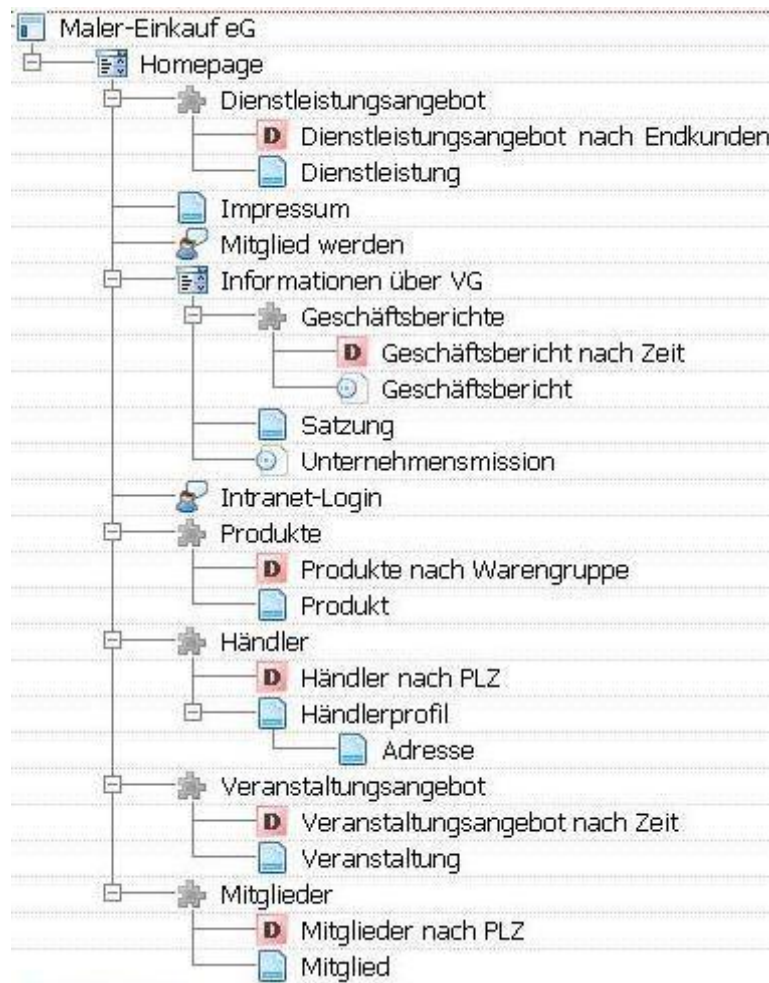 Maler-Einkauf eG
Homepage
Dienstleistungsangebot
D Dienstleistungsangebot nach Endkunden
Dienstleistung
Impressum
Mitglied werden
Informationen über VG
Geschäftsberichte
D Geschäftsbericht nach Zeit
Geschäftsbericht
Satzung
Unternehmensmission
Intranet-Login
Produkte
D Produkte nach Warengruppe
Produkt
Händler
D Händler nach PLZ
Händlerprofil
Adresse
Veranstaltungsangebot
D Veranstaltungsangebot nach Zeit
Veranstaltung
Mitglieder
D Mitglieder nach PLZ
Mitglied